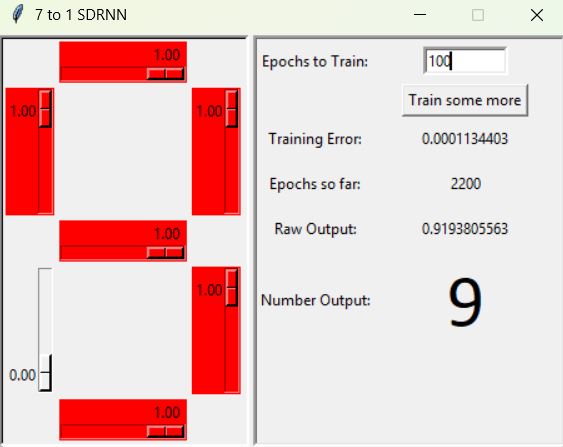 7 to 1 SDRNN
1.00
1.00
1.00
1.00
1.00
0.00
1.00
Epochs to Train: 100
Train some more
Training Error: 0.0001134403
Epochs so far: 2200
Raw Output: 0.9193805563
Number Output: 9